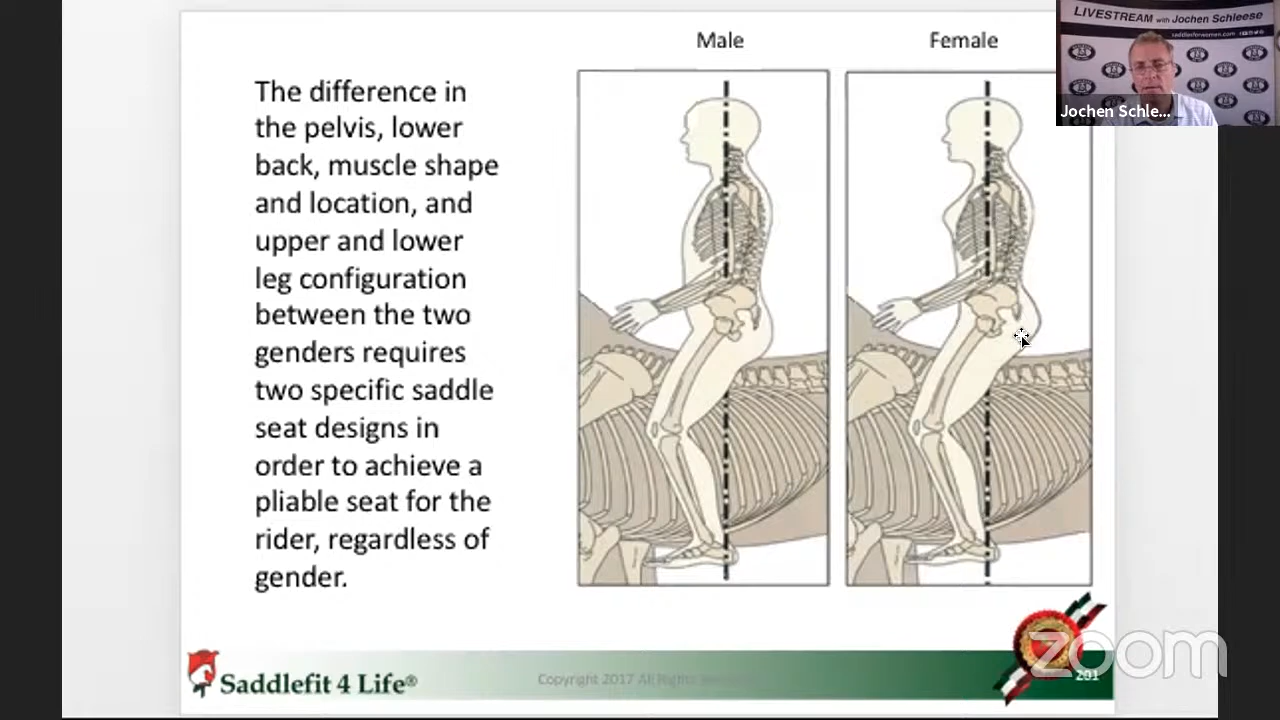 Male
Female
LIVESTREAM with Jochen Schleese
saddlesforwomen.com
Jochen Schle...
The difference in
the pelvis, lower
back, muscle shape
and location, and
upper and lower
leg configuration
between the two
genders requires
two specific saddle
seat designs in
order to achieve a
pliable seat for the
rider, regardless of
gender.
Saddlefit 4 Life®
Copyright 2017 All Rights
zoom
201